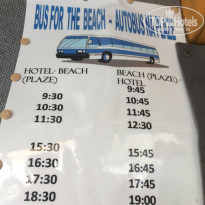 TopHotels
BUS FOR THE BEACH - AUTOBUS NA PLAZE
HOTEL- BEACH
(PLAZE)
9:30
10:30
11:30
15:30
16:30
17:30
18:30
BEACH (PLAZE)
HOTEL
9:45
10:45
11:45
12:30
15:45
16:45
17:45
19:00